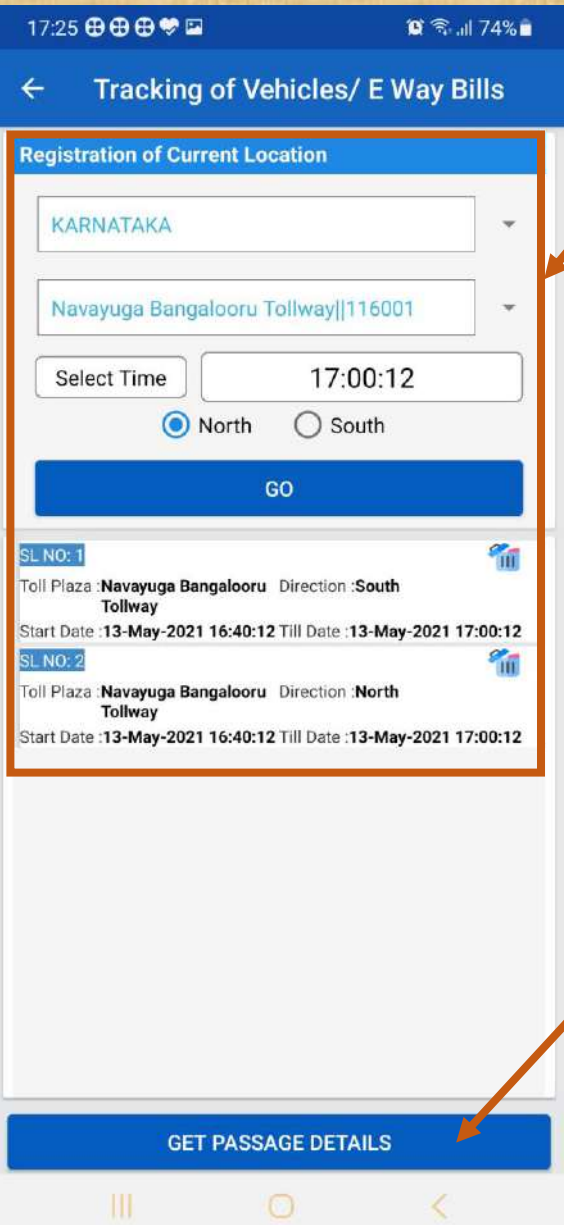 17:25 74%
Tracking of Vehicles/ E Way Bills
Registration of Current Location
KARNATAKA
Navayuga Bangalooru Tollway||116001
Select Time 17:00:12
North South
GO
SL NO: 1
Toll Plaza :Navayuga Bangalooru Direction :South
Tollway
Start Date :13-May-2021 16:40:12 Till Date :13-May-2021 17:00:12
SL NO: 2
Toll Plaza :Navayuga Bangalooru Direction :North
Tollway
Start Date :13-May-2021 16:40:12 Till Date :13-May-2021 17:00:12
GET PASSAGE DETAILS